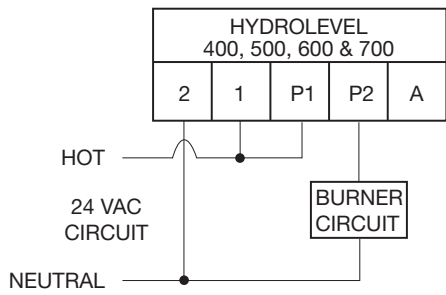 HYDROLEVEL
400, 500, 600 & 700
2 1 P1 P2 A
HOT
24 VAC
CIRCUIT
BURNER
CIRCUIT
NEUTRAL